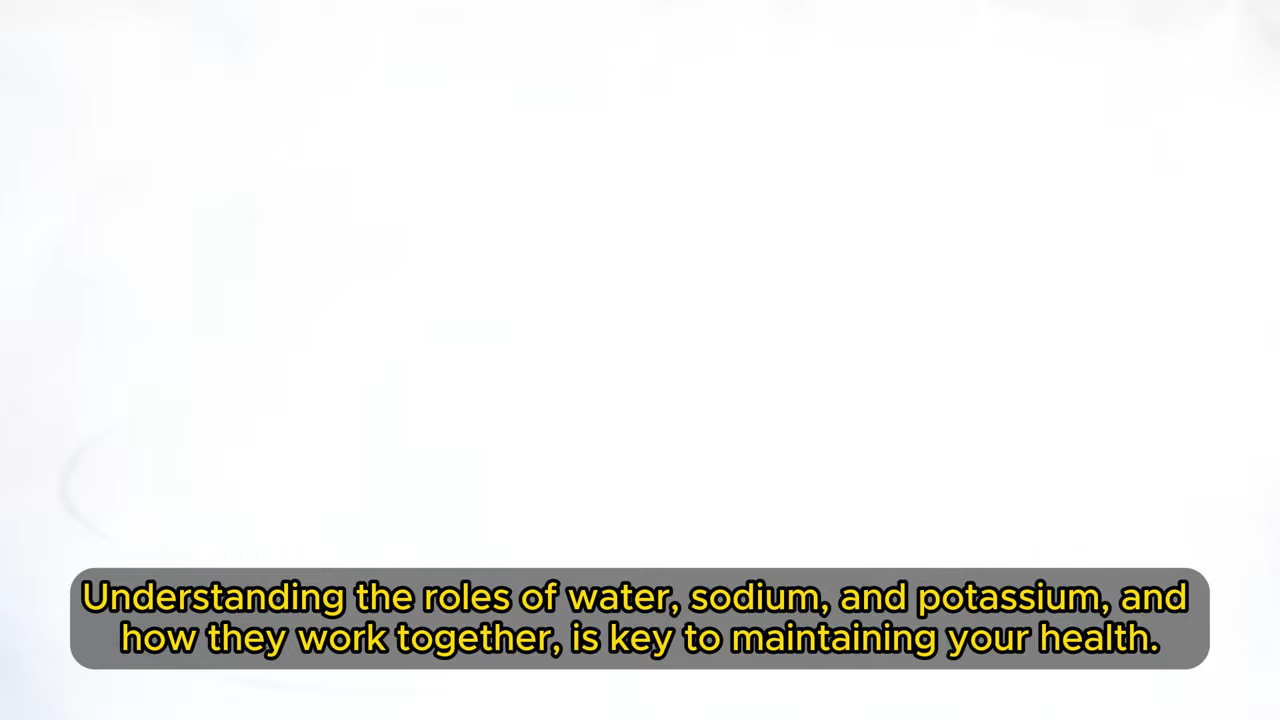 Understanding the roles of water, sodium, and potassium, and
how they work together, is key to maintaining your health.